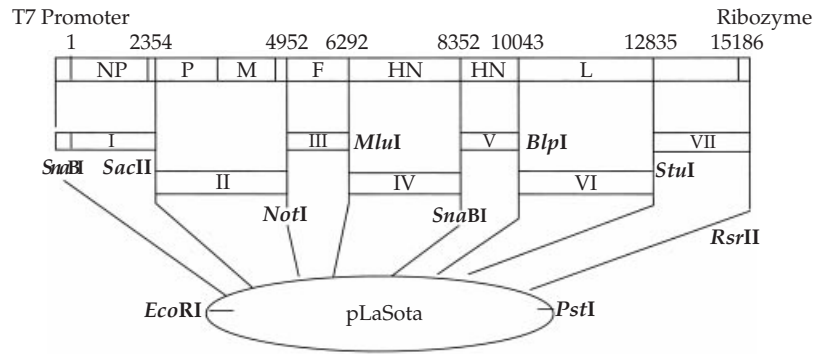 T7 Promoter Ribozyme
1 2354 4952 6292 8352 10043 12835 15186
NP P M F HN HN L
I III MluI V BlpI VII
SnaBI SacII II IV VI StuI
NotI SnaBI
RsrII
EcoRI pLaSota PstI